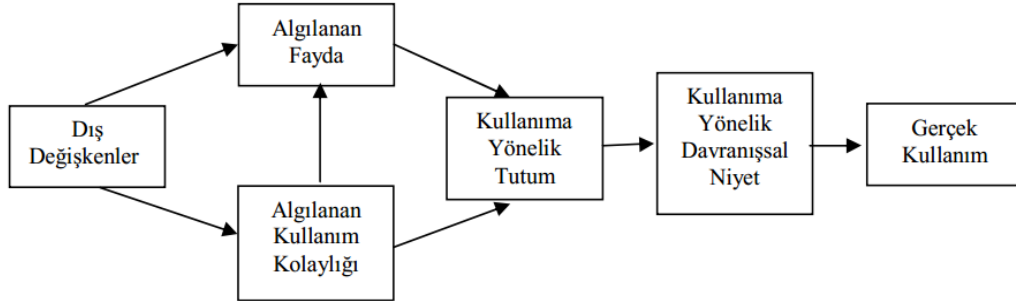 Algılanan
Fayda
Dış
Değişkenler
Algılanan
Kullanım
Kolaylığı
Kullanıma
Yönelik
Tutum
Kullanıma
Yönelik
Davranışsal
Niyet
Gerçek
Kullanım